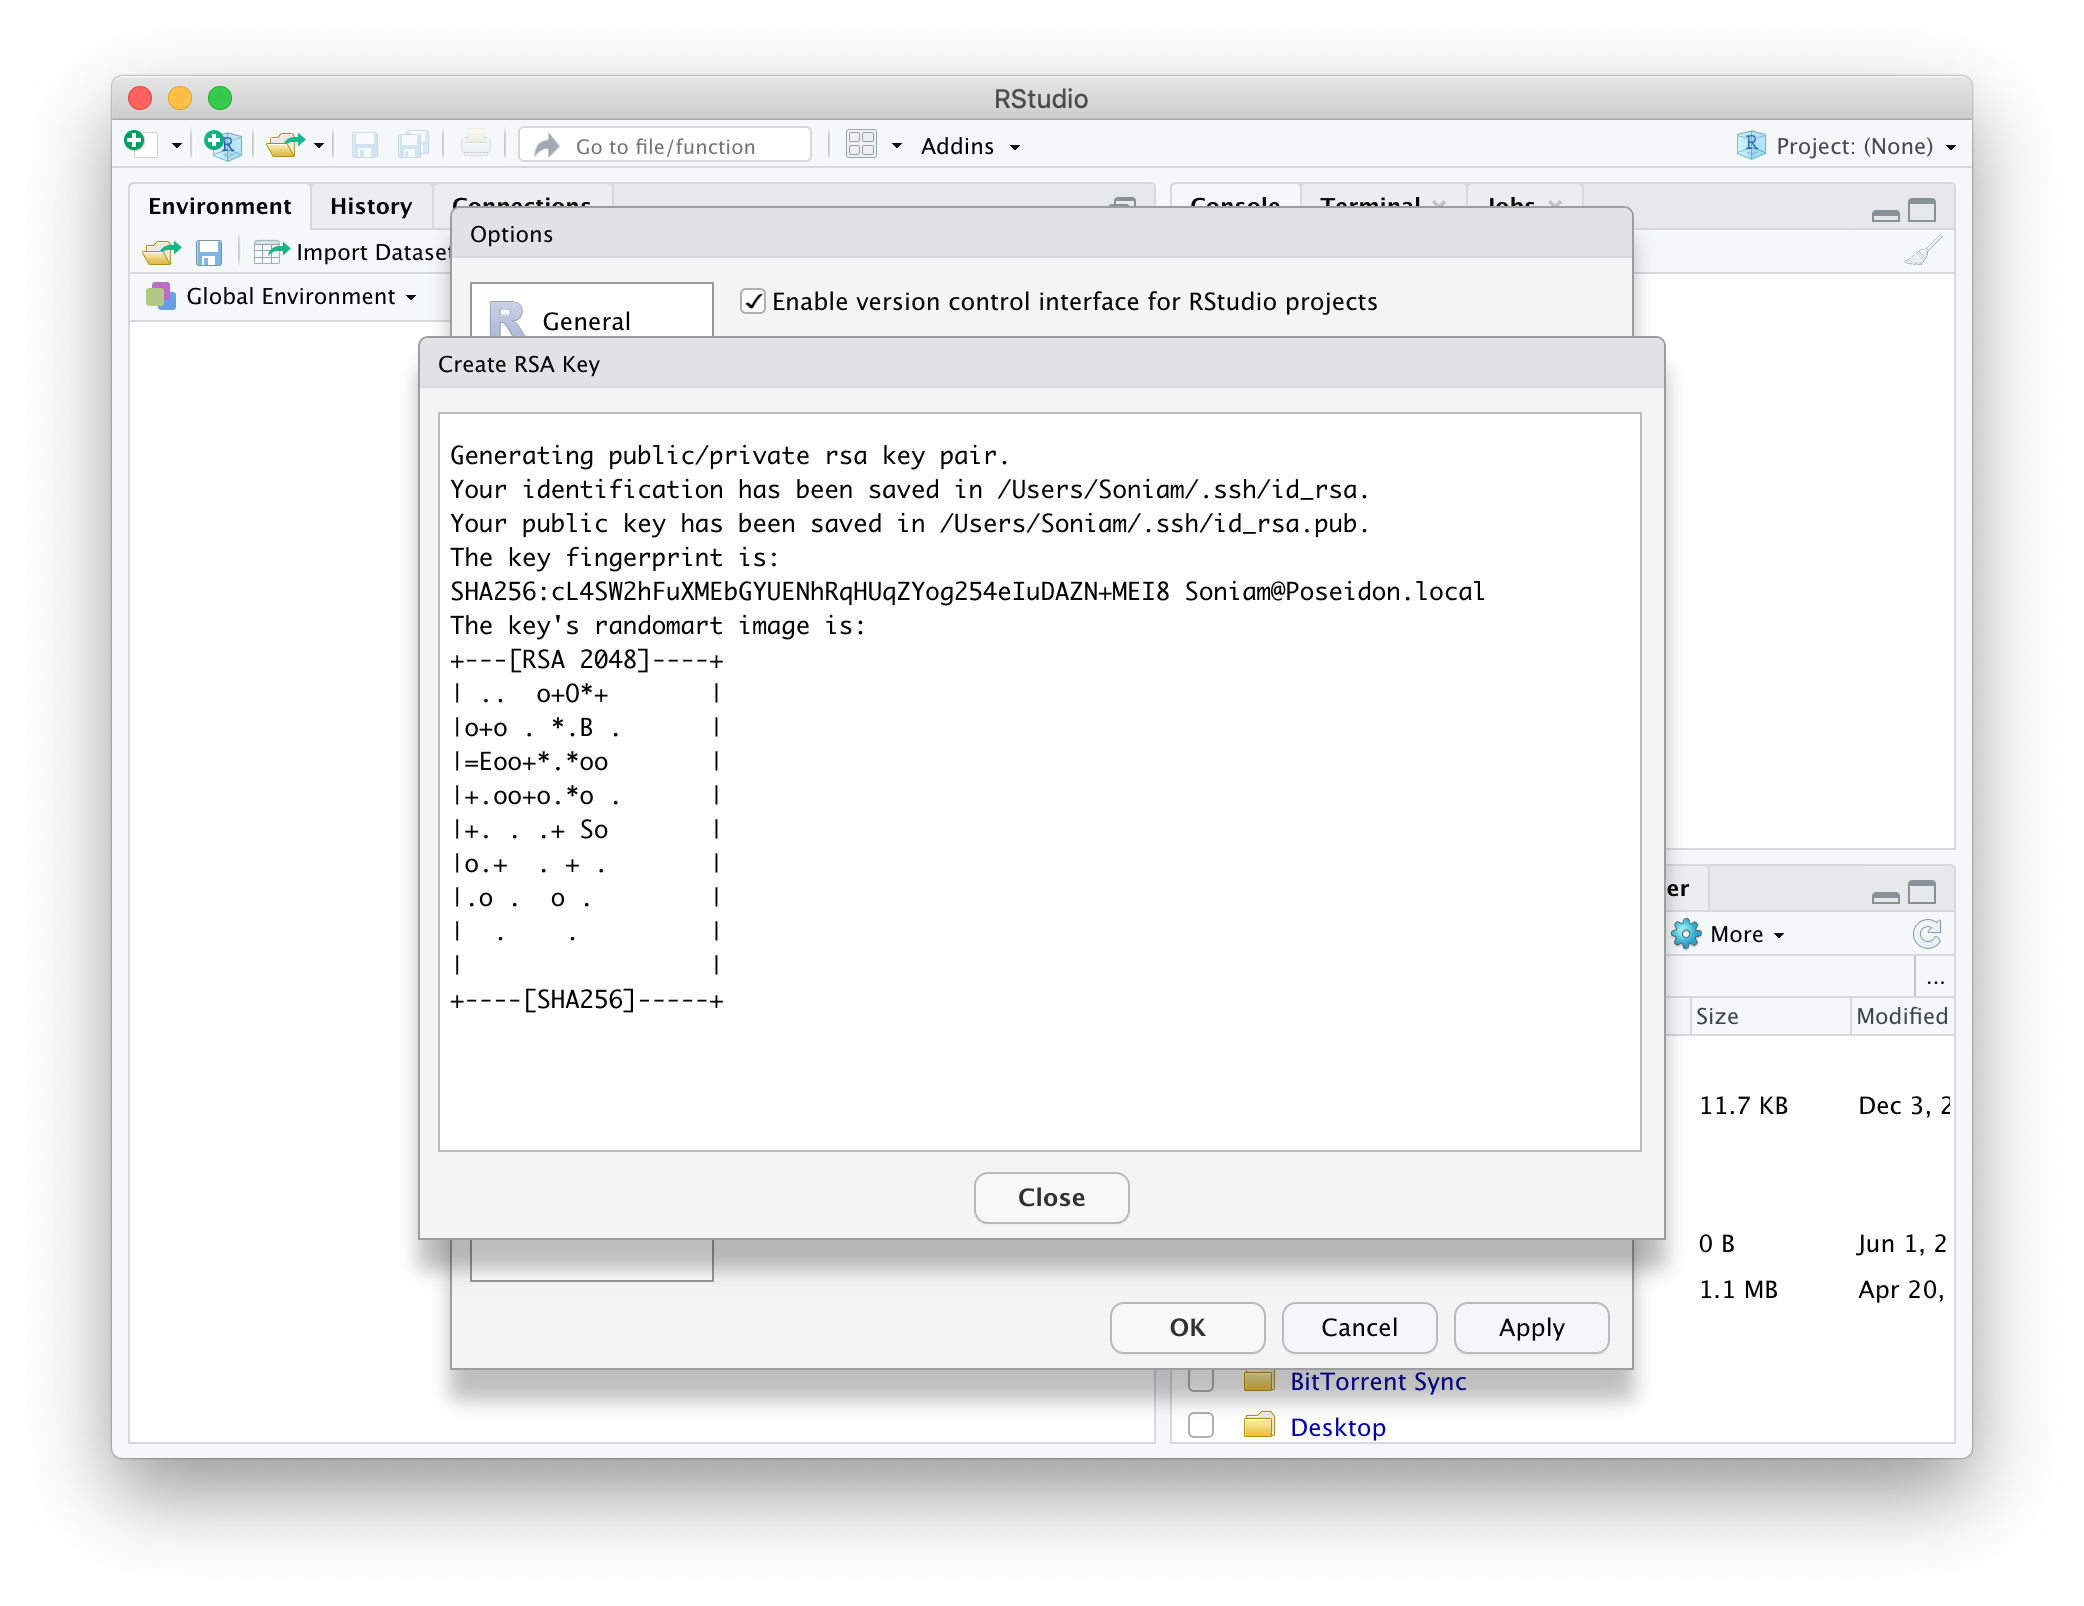 RStudio
Go to file/function
Addins
Project: (None)
Environment
History
Connections
Console
Terminal
Jobs
Import Dataset
Global Environment
Options
General
Enable version control interface for RStudio projects
Create RSA Key
Generating public/private rsa key pair.
Your identification has been saved in /Users/Soniam/.ssh/id_rsa.
Your public key has been saved in /Users/Soniam/.ssh/id_rsa.pub.
The key fingerprint is:
SHA256:cL4SW2hFuXMEbGYUENhRqHUqZYog254eIuDAZN+MEI8 Soniam@Poseidon.local
The key's randomart image is:
+---[RSA 2048]----+
| ..  o+O*+       |
|o+o . *.B .      |
|=Eoo+*.*oo       |
|+.oo+o.*o .      |
|+. . .+ So       |
|o.+  . + .       |
|.o .  o .        |
|  .    .         |
|                 |
+----[SHA256]-----+
Close
OK
Cancel
Apply
er
More
...
Size
Modified
11.7 KB
Dec 3, 2
0 B
Jun 1, 2
1.1 MB
Apr 20,
BitTorrent Sync
Desktop